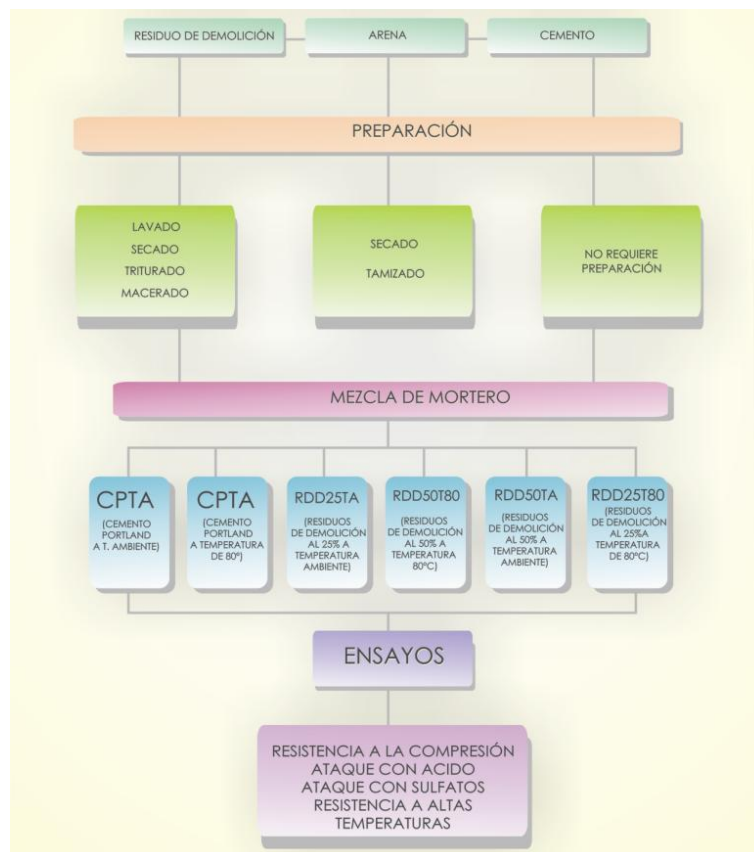 RESIDUO DE DEMOLICIÓN
ARENA
CEMENTO
PREPARACIÓN
LAVADO
SECADO
TRITURADO
MACERADO
SECADO
TAMIZADO
NO REQUIERE
PREPARACIÓN
MEZCLA DE MORTERO
CPTA
(CEMENTO
PORTLAND
A T. AMBIENTE)
CPTA
(CEMENTO
PORTLAND
A TEMPERATURA
DE 80°)
RDD25TA
(RESIDUOS
DE DEMOLICIÓN
AL 25% A
TEMPERATURA
AMBIENTE)
RDD50T80
(RESIDUOS
DE DEMOLICIÓN
AL 50% A
TEMPERATURA
80°C)
RDD50TA
(RESIDUOS
DE DEMOLICIÓN
AL 50% A
TEMPERATURA
AMBIENTE)
RDD25T80
(RESIDUOS
DE DEMOLICIÓN
AL 25%A
TEMPERATURA
DE 80°C)
ENSAYOS
RESISTENCIA A LA COMPRESIÓN
ATAQUE CON ACIDO
ATAQUE CON SULFATOS
RESISTENCIA A ALTAS
TEMPERATURAS